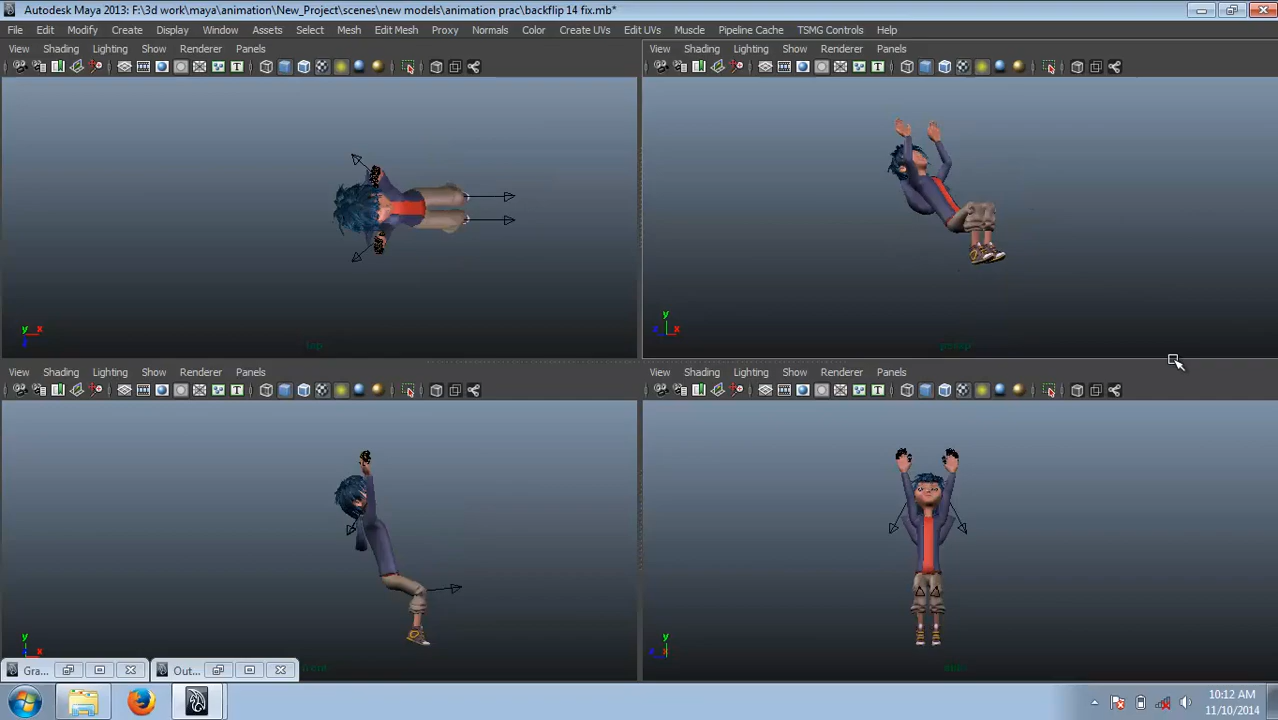 Autodesk Maya 2013: F:\3d work\maya\animation\New_Project\scenes\new models\animation prac\backflip 14 fix.mb*
File Edit Modify Create Display Window Assets Select Mesh Edit Mesh Proxy Normals Color Create UVs Edit UVs Muscle Pipeline Cache TSMG Controls Help
View Shading Lighting Show Renderer Panels
View Shading Lighting Show Renderer Panels
T
T
y
x
z
top
y
x
persp
View Shading Lighting Show Renderer Panels
View Shading Lighting Show Renderer Panels
T
T
y
x
y
Gra...
Out...
10:12 AM
11/10/2014